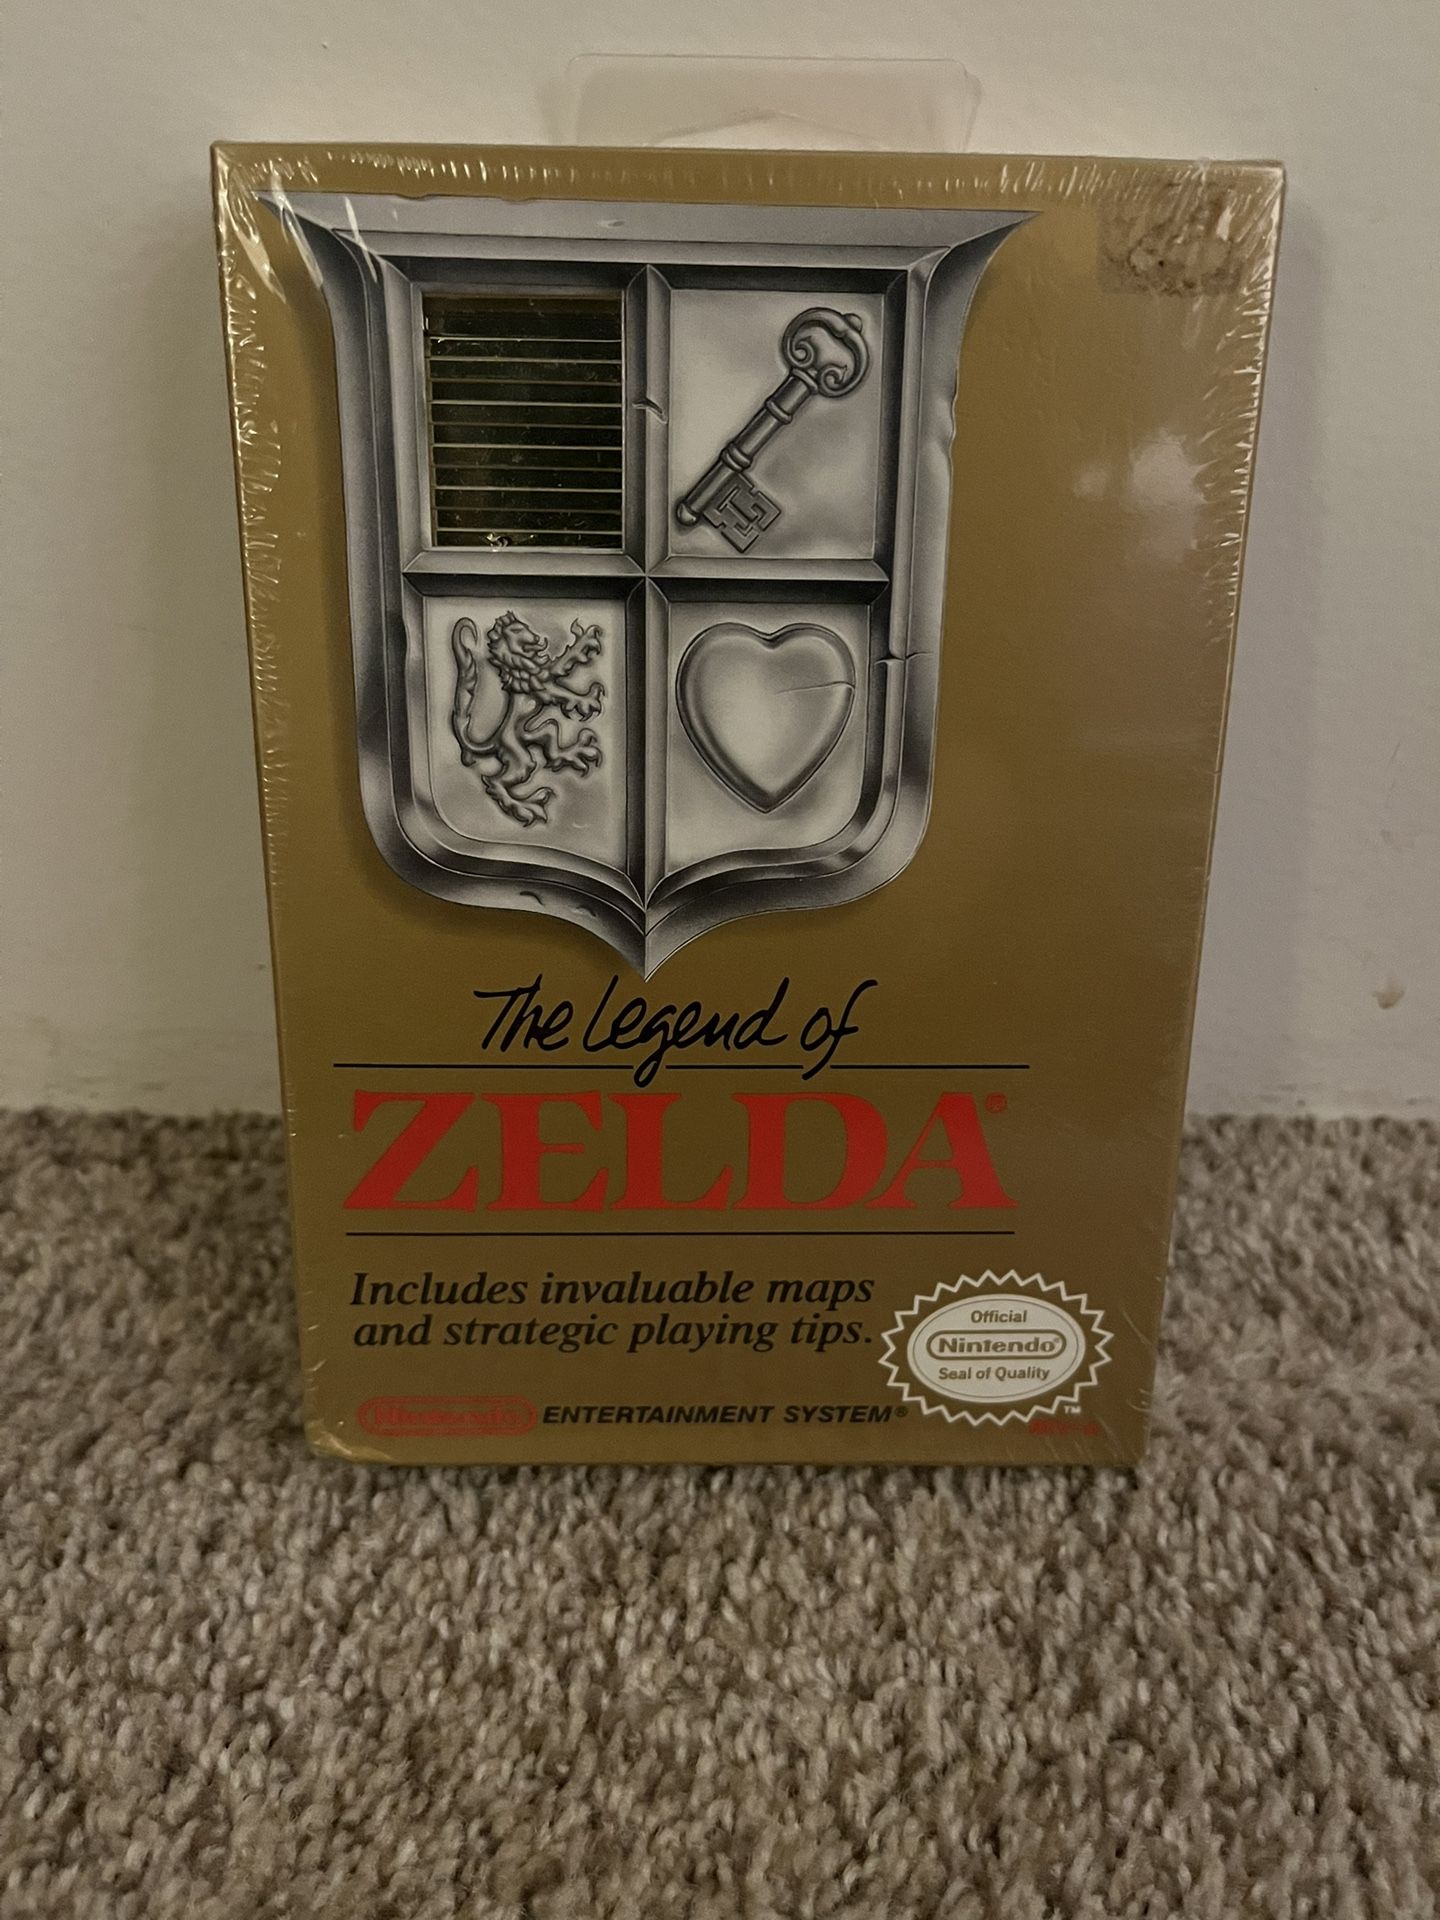 The Legend of
ZELDA®
Includes invaluable maps
and strategic playing tips.
Official
Nintendo®
Seal of Quality
TM
Nintendo ENTERTAINMENT SYSTEM®